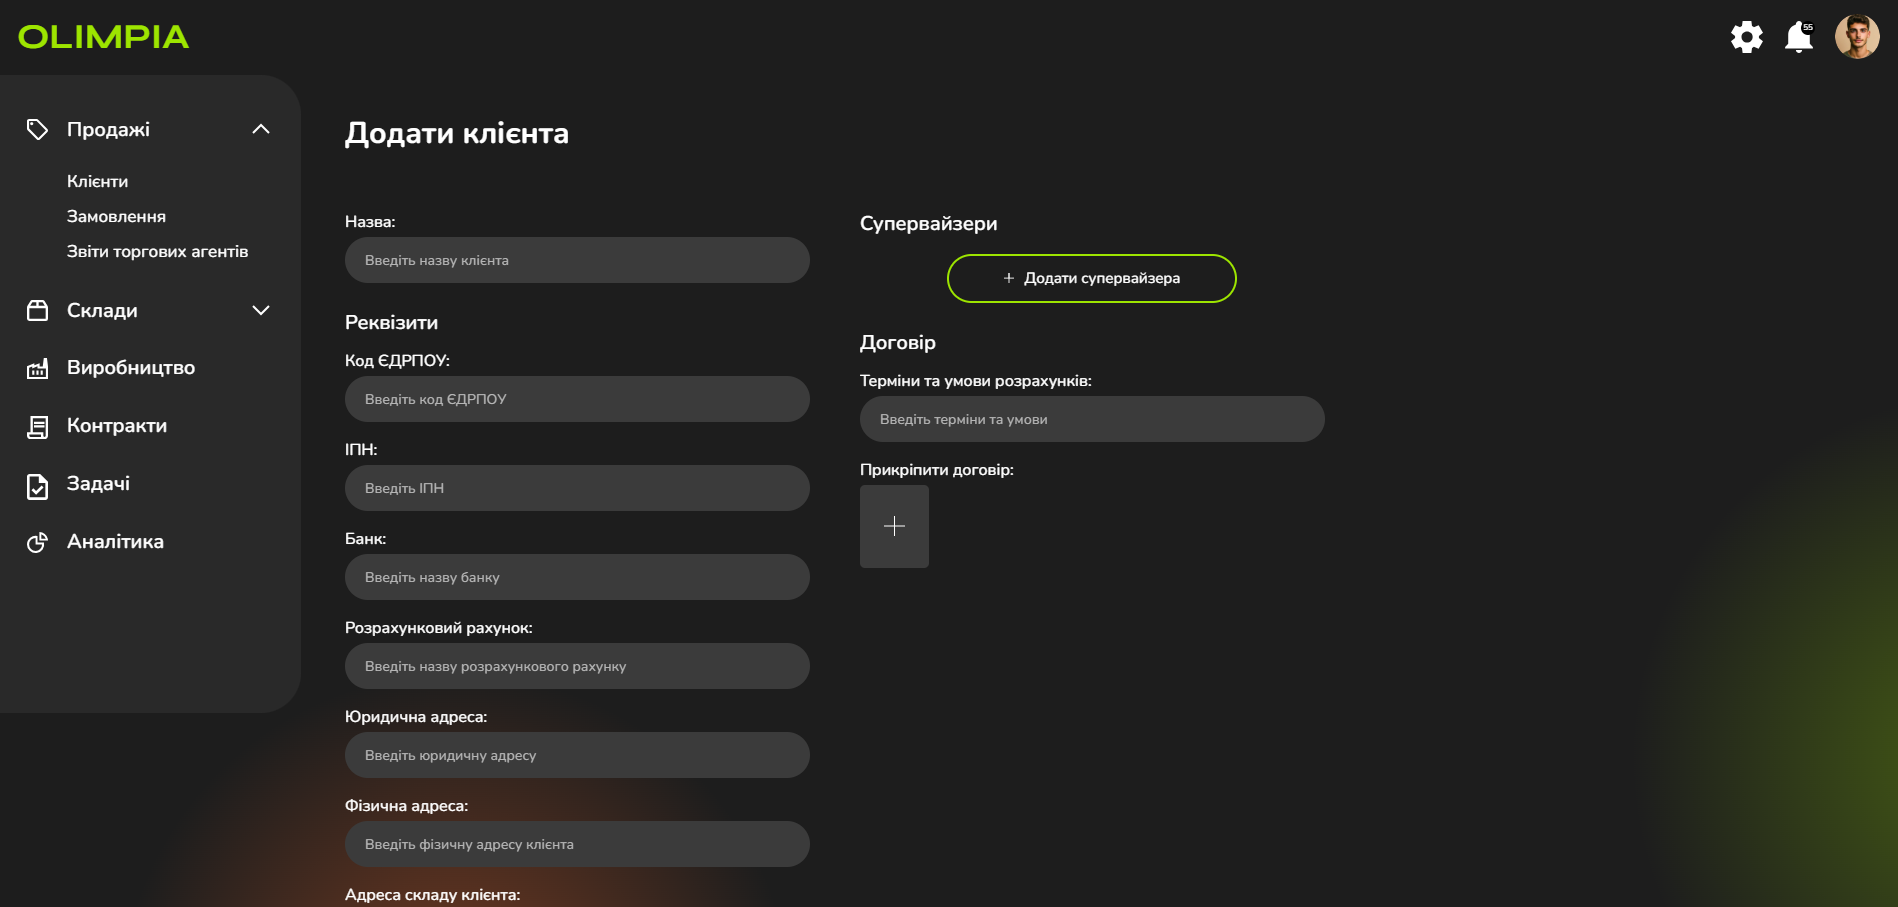 OLIMPIA
55
Продажі
Клієнти
Замовлення
Звіти торгових агентів
Склади
Виробництво
Контракти
Задачі
Аналітика
Додати клієнта
Назва:
Введіть назву клієнта
Реквізити
Код ЄДРПОУ:
Введіть код ЄДРПОУ
ІПН:
Введіть ІПН
Банк:
Введіть назву банку
Розрахунковий рахунок:
Введіть назву розрахункового рахунку
Юридична адреса:
Введіть юридичну адресу
Фізична адреса:
Введіть фізичну адресу клієнта
Адреса складу клієнта:
Супервайзери
+ Додати супервайзера
Договір
Терміни та умови розрахунків:
Введіть терміни та умови
Прикріпити договір: